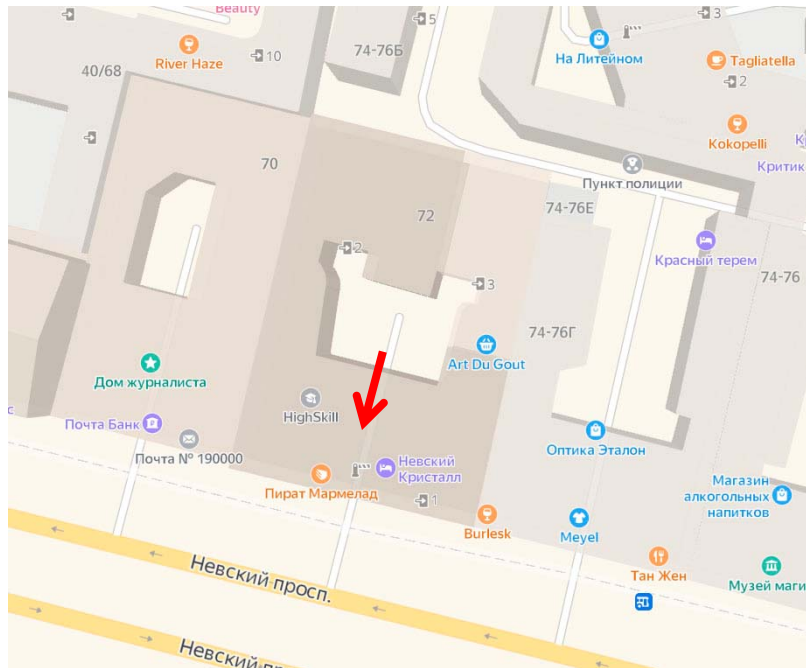 Beauty
5
3
River Haze
10
74-76Б
На Литейном
Tagliatella
40/68
2
Kokopelli
70
Критик
Пункт полиции
72
74-76Е
2
Красный терем
3
74-76
74-76Г
Art Du Gout
Дом журналиста
HighSkill
Почта Банк
Почта № 190000
Оптика Эталон
Невский
Кристалл
Пират Мармелад
Магазин
алкогольных
напитков
1
Burlesk
Meyel
Тан Жен
Невский просп.
Музей маги
Невский п